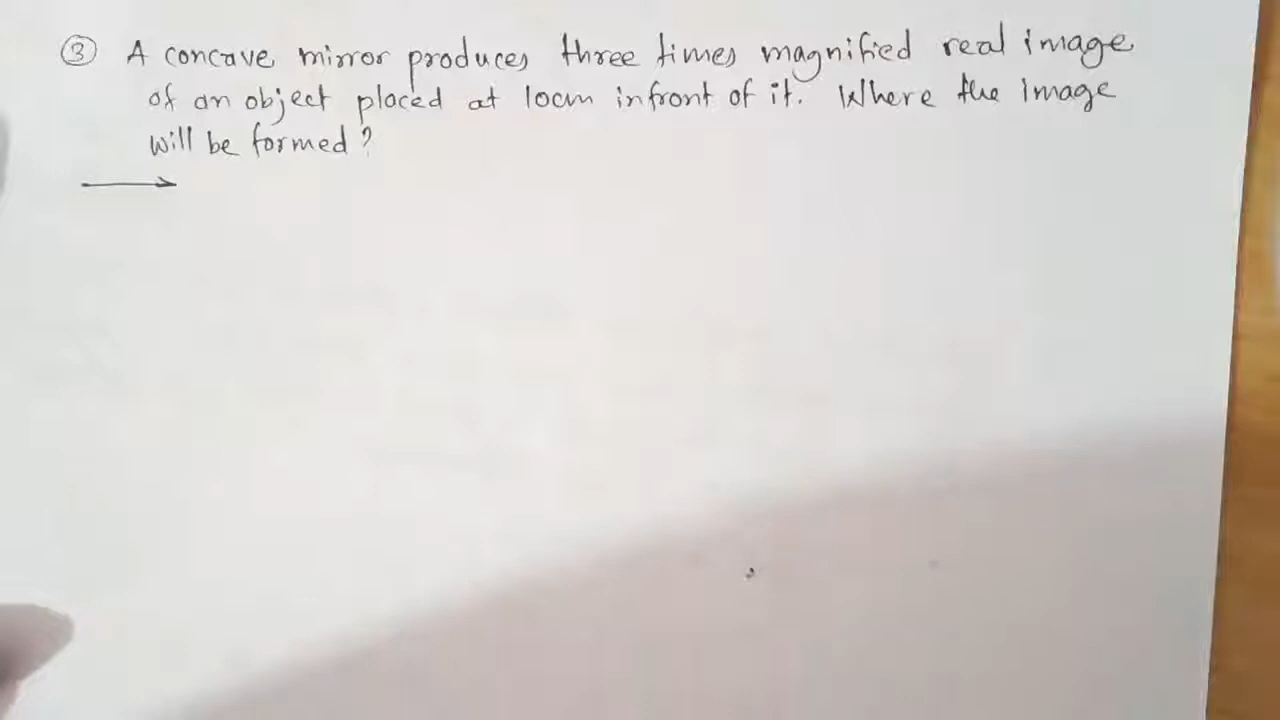 ③ A concave mirror produces three times magnified real image
of an object placed at 10cm infront of it. Where the image
will be formed?